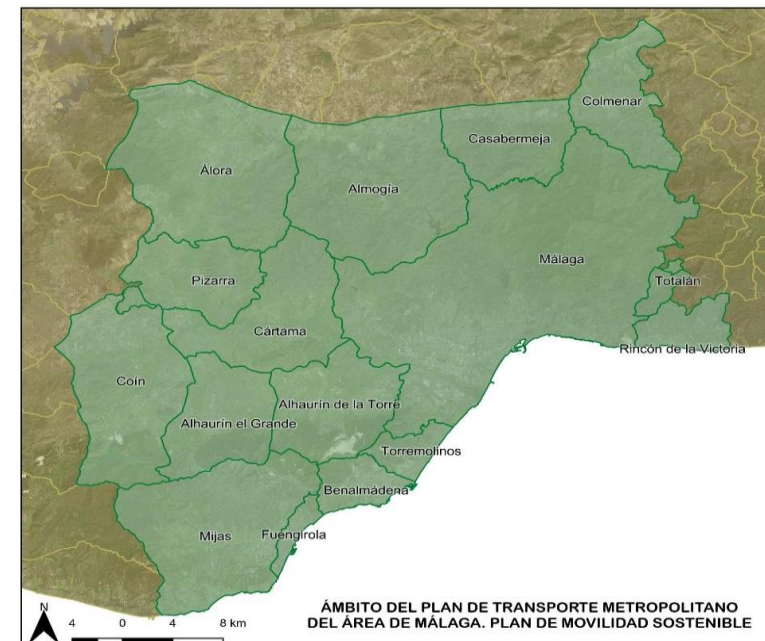 Colmenar
Casabermeja
Álora
Almogía
Málaga
Pizarra
Totalán
Cártama
Rincón de la Victoria
Coín
Alhaurín de la Torre
Alhaurín el Grande
Torremolinos
Benalmádena
Mijas
Fuengirola
N
4 0 4 8 km
ÁMBITO DEL PLAN DE TRANSPORTE METROPOLITANO
DEL ÁREA DE MÁLAGA. PLAN DE MOVILIDAD SOSTENIBLE